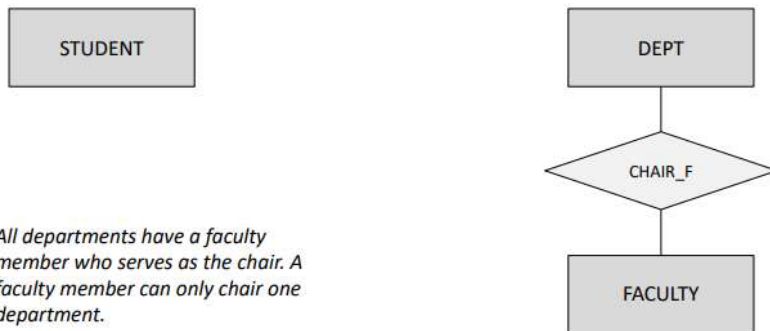 STUDENT
DEPT
CHAIR_F
All departments have a faculty
member who serves as the chair. A
faculty member can only chair one
department.
FACULTY